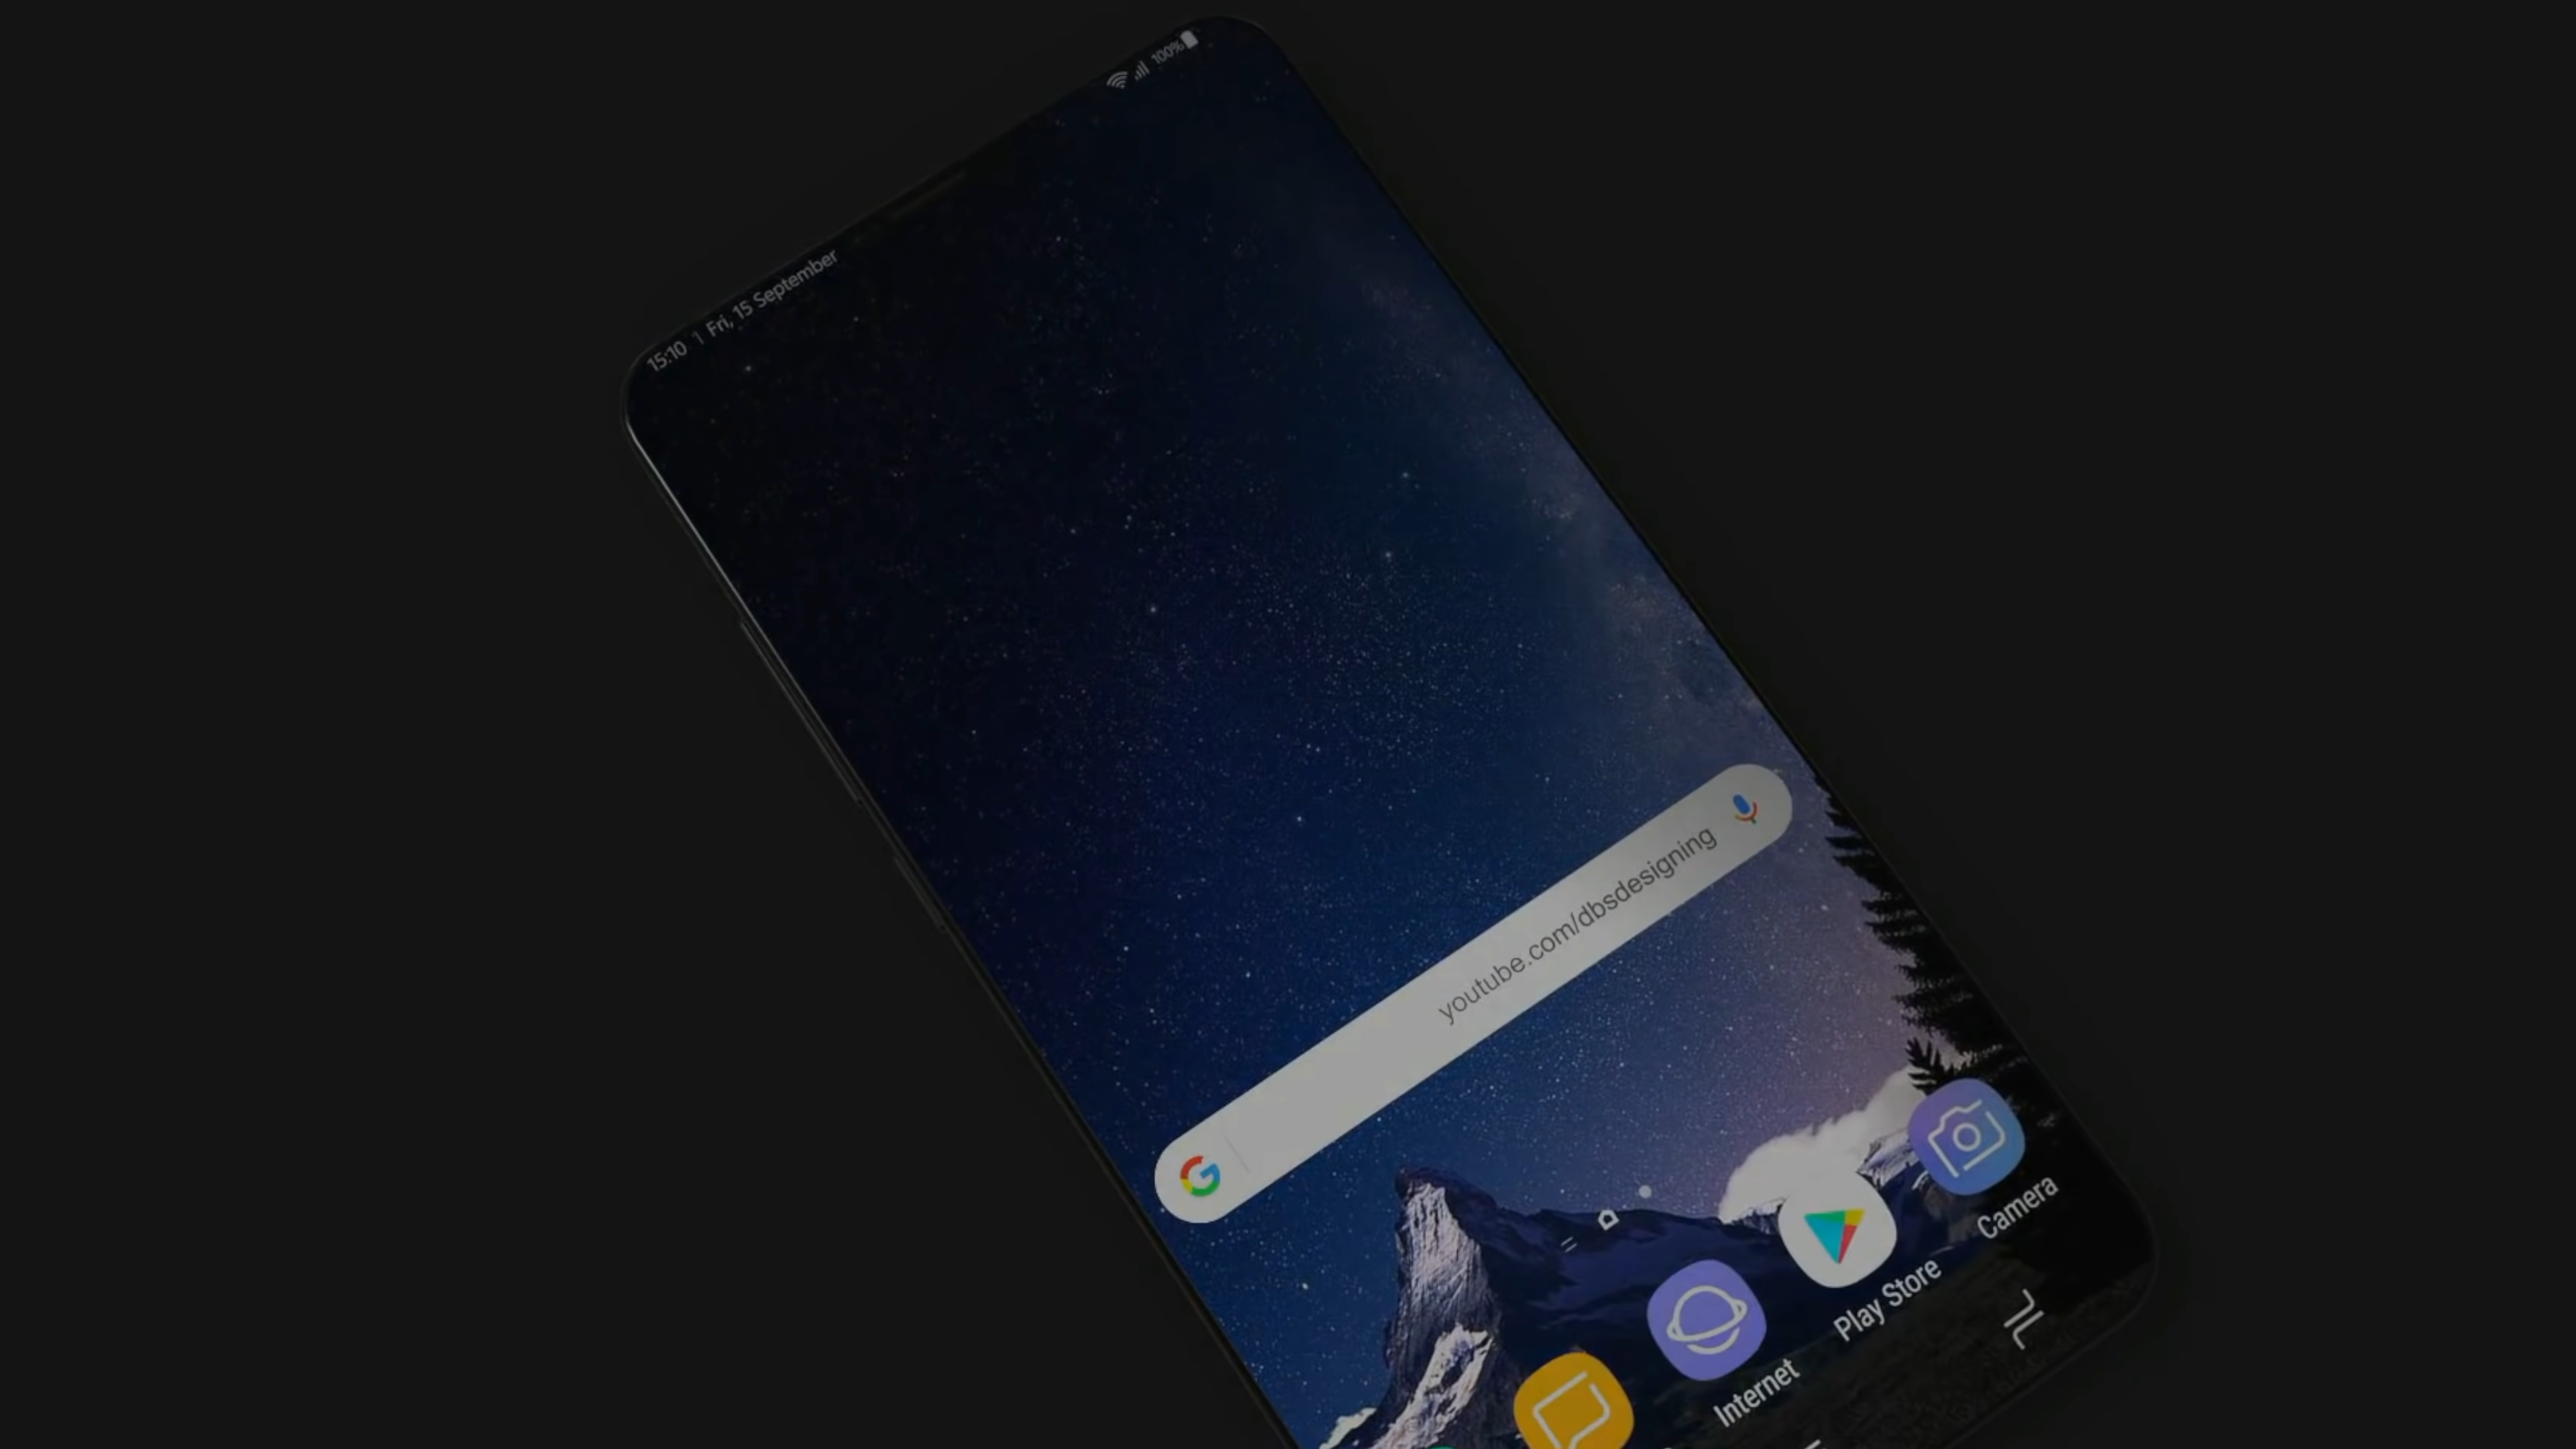 15:10 | Fri, 15 September
100%
youtube.com/dbsdesigning
Camera
Play Store
Internet